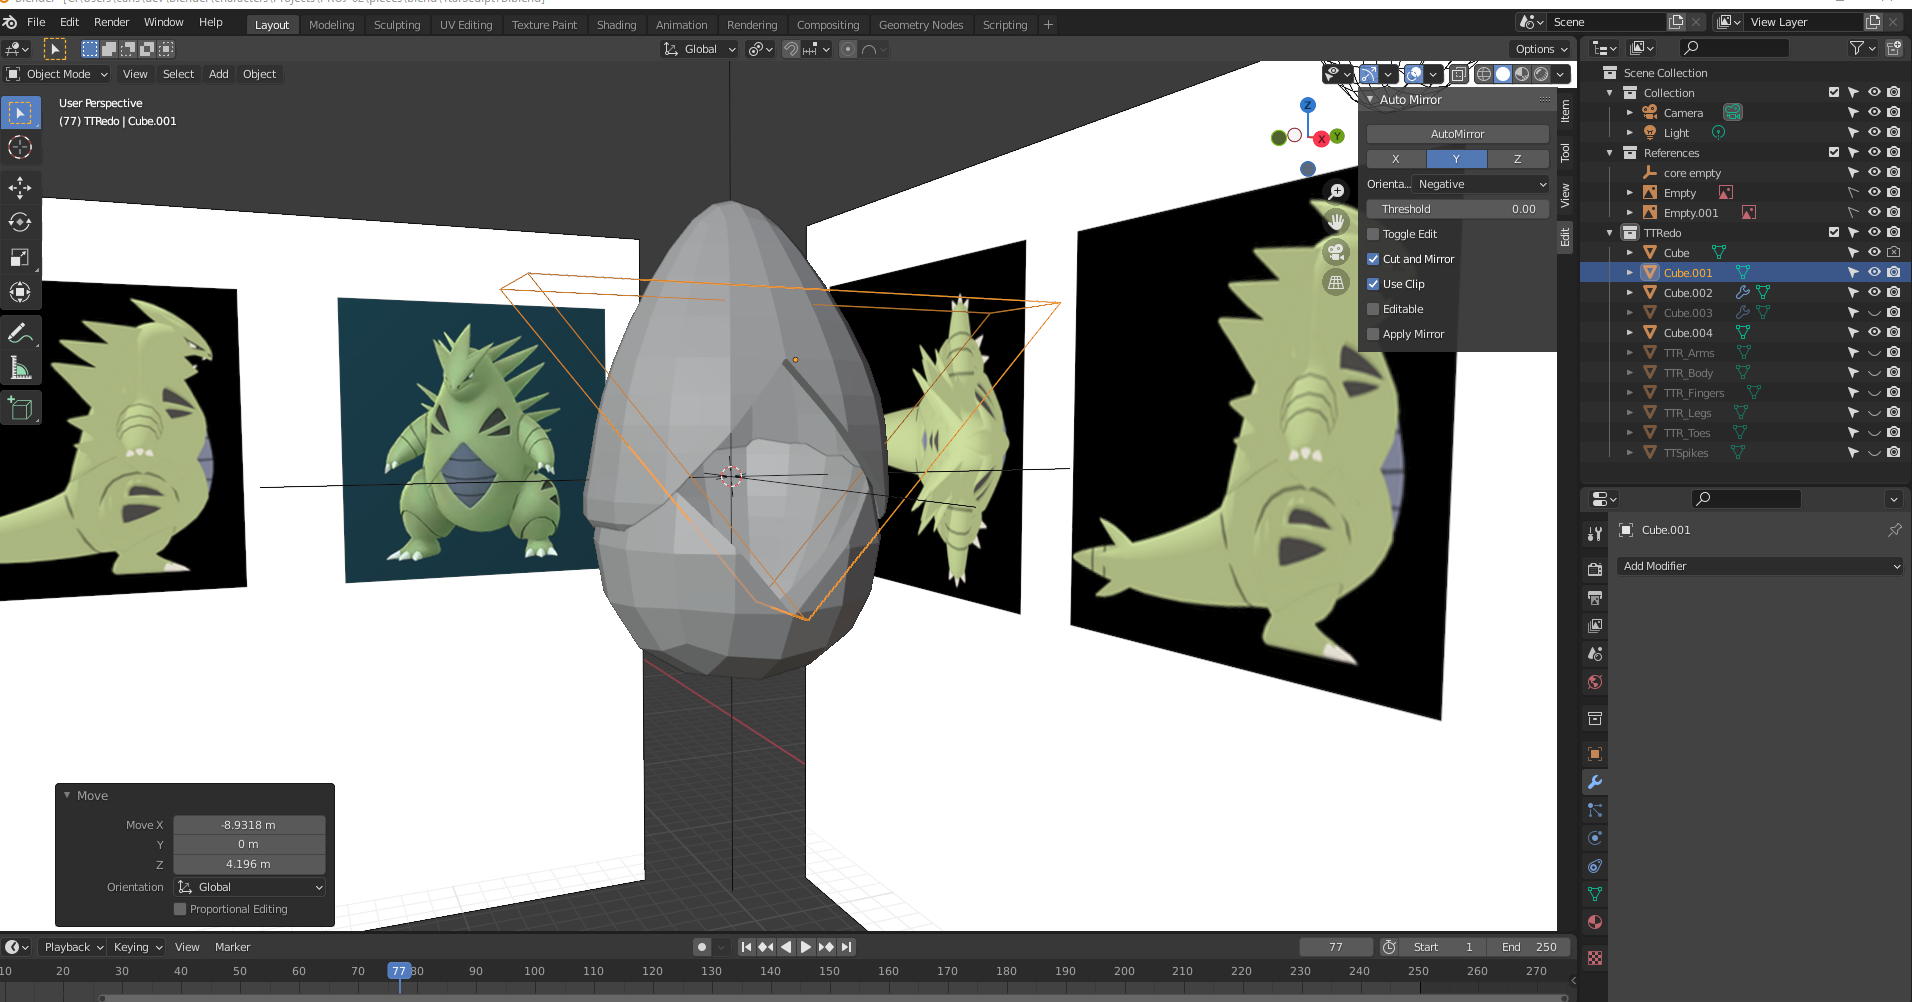 File Edit Render Window Help
Layout Modeling Sculpting UV Editing Texture Paint Shading Animation Rendering Compositing Geometry Nodes Scripting +
Scene
View Layer
Global
Options
Object Mode View Select Add Object
User Perspective
(77) TTRedo | Cube.001
Z
X
Y
Auto Mirror
AutoMirror
X Y Z
Orienta... Negative
Threshold 0.00
Toggle Edit
Cut and Mirror
Use Clip
Editable
Apply Mirror
Item
Tool
View
Edit
Scene Collection
Collection
Camera
Light
References
core empty
Empty
Empty.001
TTRedo
Cube
Cube.001
Cube.002
Cube.003
Cube.004
TTR_Arms
TTR_Body
TTR_Fingers
TTR_Legs
TTR_Toes
TTSpikes
Cube.001
Add Modifier
Move
Move X -8.9318 m
Y 0 m
Z 4.196 m
Orientation Global
Proportional Editing
Playback Keying View Marker
77 Start 1 End 250
10 20 30 40 50 60 70 77 80 90 100 110 120 130 140 150 160 170 180 190 200 210 220 230 240 250 260 270